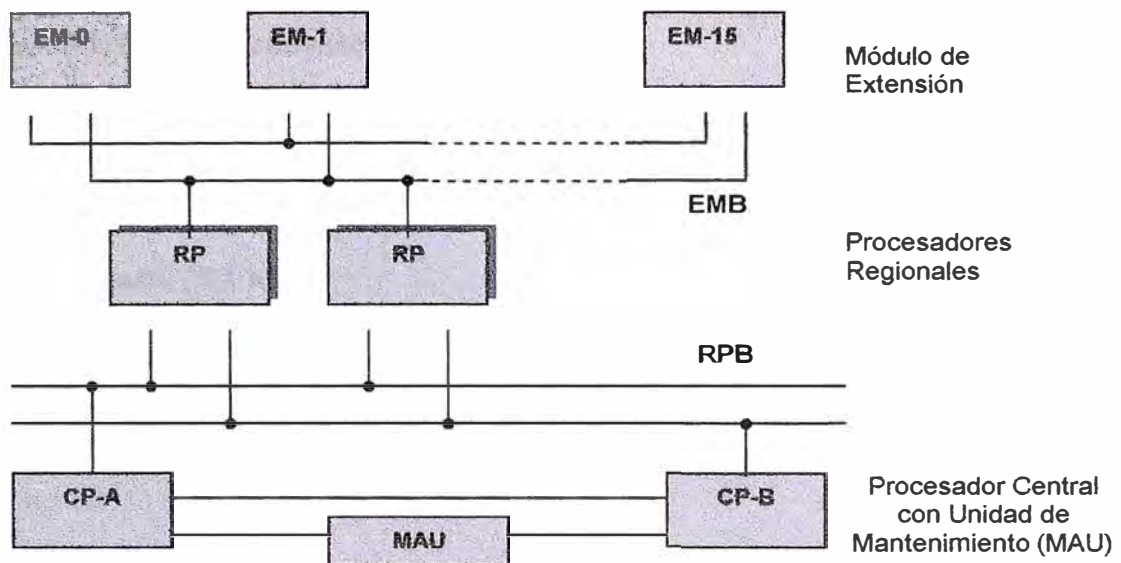 EM-0
EM-1
EM-15
Módulo de
Extensión
EMB
RP
RP
Procesadores
Regionales
RPB
CP-A
CP-B
MAU
Procesador Central
con Unidad de
Mantenimiento (MAU)